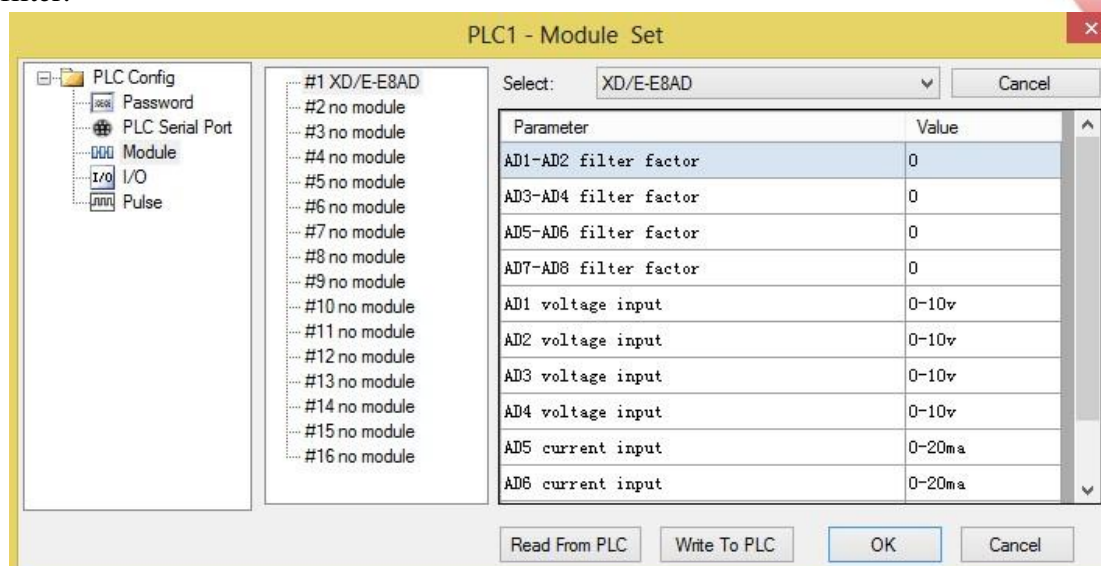 PLC1 - Module Set
PLC Config
Password
PLC Serial Port
Module
I/O
I/O
Pulse
#1 XD/E-E8AD
#2 no module
#3 no module
#4 no module
#5 no module
#6 no module
#7 no module
#8 no module
#9 no module
#10 no module
#11 no module
#12 no module
#13 no module
#14 no module
#15 no module
#16 no module
Select: XD/E-E8AD Cancel
Parameter Value
AD1-AD2 filter factor 0
AD3-AD4 filter factor 0
AD5-AD6 filter factor 0
AD7-AD8 filter factor 0
AD1 voltage input 0-10v
AD2 voltage input 0-10v
AD3 voltage input 0-10v
AD4 voltage input 0-10v
AD5 current input 0-20ma
AD6 current input 0-20ma
Read From PLC Write To PLC OK Cancel